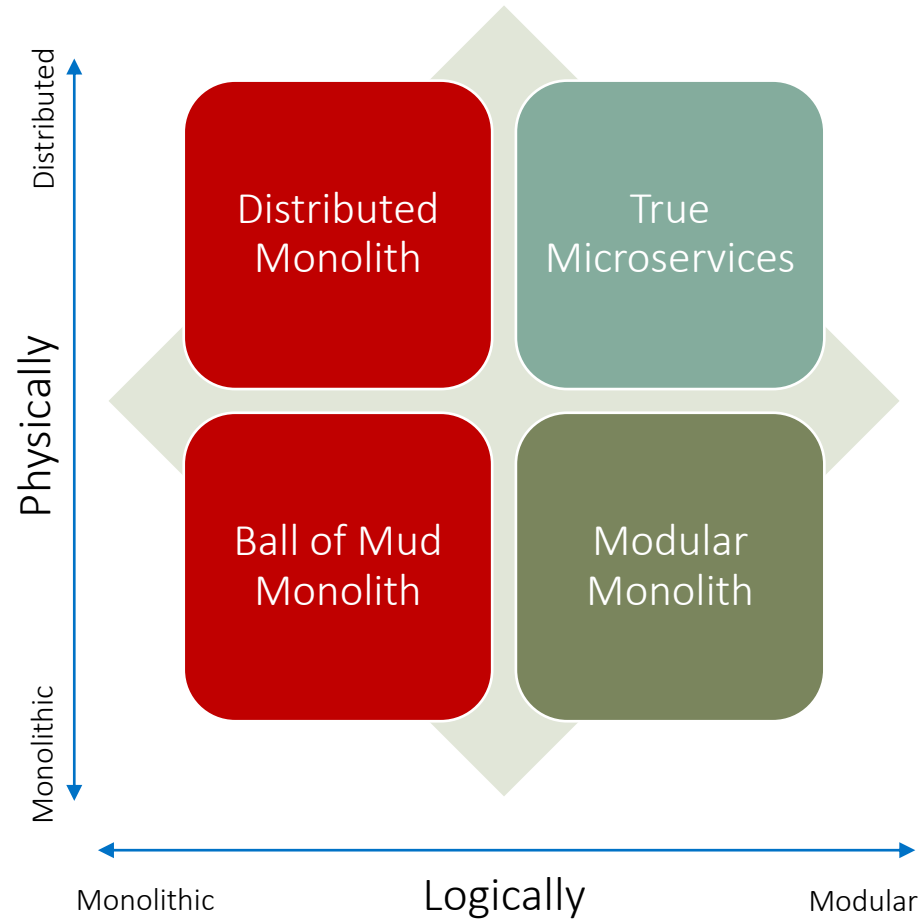 Distributed
Physically
Monolithic
Distributed
Monolith
True
Microservices
Ball of Mud
Monolith
Modular
Monolith
Monolithic
Logically
Modular